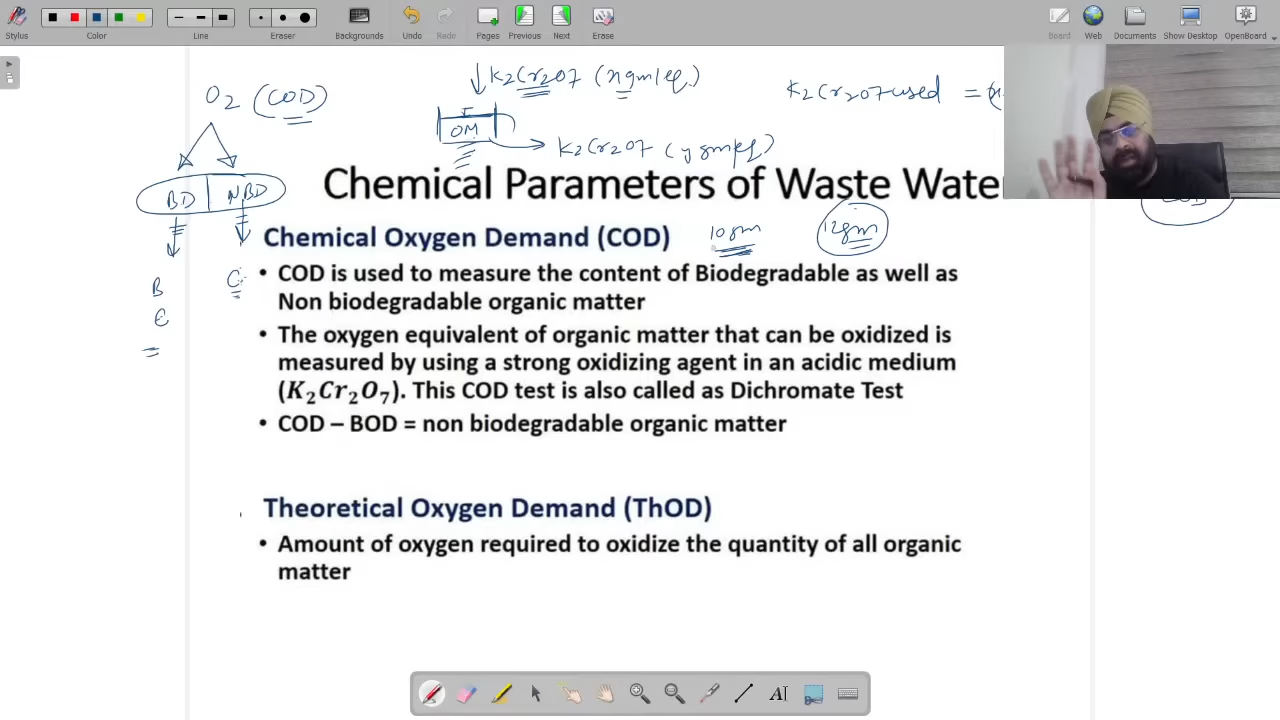 Stylus
Color
Line
Eraser
Backgrounds
Undo
Redo
Pages
Previous
Next
Erase
Board
Web
Documents
Show Desktop
OpenBoard
O2 (COD)
K2Cr2O7 (x gm/eq.)
K2Cr2O7 used = (x
OM
K2Cr2O7 (y gm/eq)
BD NBD
Chemical Parameters of Waste Water
COD
Chemical Oxygen Demand (COD)
10gm
12gm
B
C
E
• COD is used to measure the content of Biodegradable as well as
Non biodegradable organic matter
• The oxygen equivalent of organic matter that can be oxidized is
measured by using a strong oxidizing agent in an acidic medium
(K₂Cr₂O₇). This COD test is also called as Dichromate Test
• COD – BOD = non biodegradable organic matter
Theoretical Oxygen Demand (ThOD)
• Amount of oxygen required to oxidize the quantity of all organic
matter